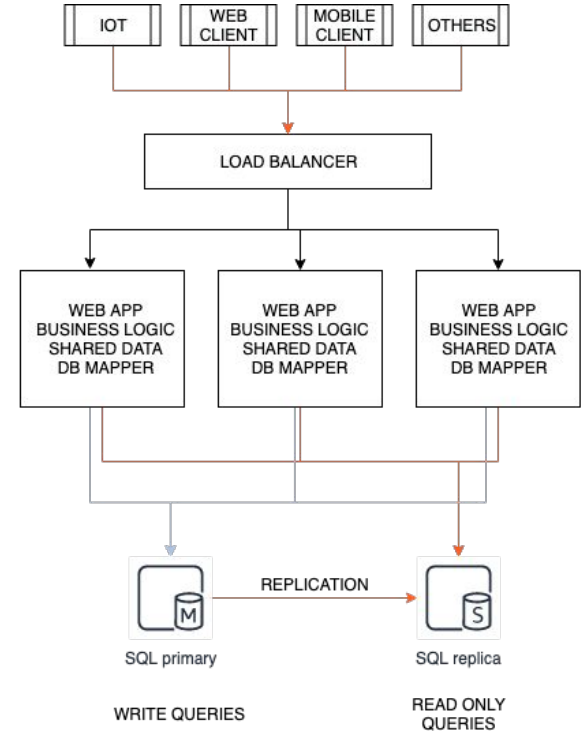 IOT
WEB
CLIENT
MOBILE
CLIENT
OTHERS
LOAD BALANCER
WEB APP
BUSINESS LOGIC
SHARED DATA
DB MAPPER
WEB APP
BUSINESS LOGIC
SHARED DATA
DB MAPPER
WEB APP
BUSINESS LOGIC
SHARED DATA
DB MAPPER
REPLICATION
M
S
SQL primary
SQL replica
WRITE QUERIES
READ ONLY
QUERIES